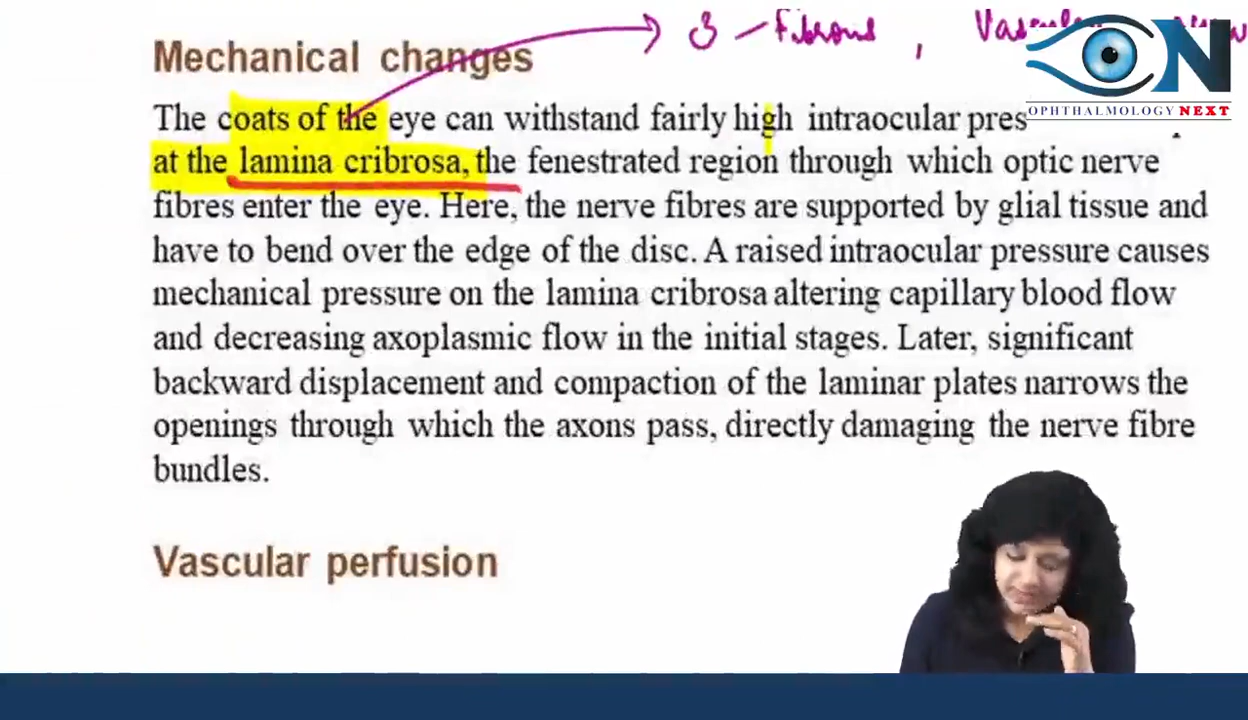 3 - Fibrous ,
ON
OPHTHALMOLOGY NEXT
Mechanical changes
The coats of the eye can withstand fairly high intraocular pres
at the lamina cribrosa, the fenestrated region through which optic nerve
fibres enter the eye. Here, the nerve fibres are supported by glial tissue and
have to bend over the edge of the disc. A raised intraocular pressure causes
mechanical pressure on the lamina cribrosa altering capillary blood flow
and decreasing axoplasmic flow in the initial stages. Later, significant
backward displacement and compaction of the laminar plates narrows the
openings through which the axons pass, directly damaging the nerve fibre
bundles.
Vascular perfusion